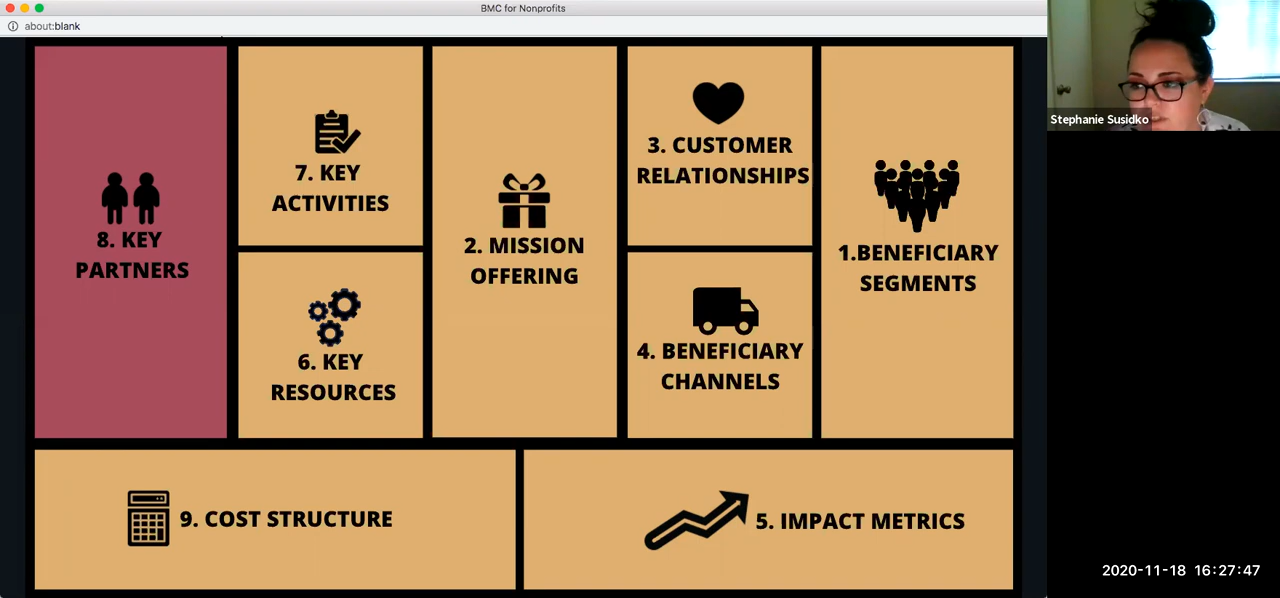 BMC for Nonprofits
about:blank
Stephanie Susidko
8. KEY
PARTNERS
7. KEY
ACTIVITIES
6. KEY
RESOURCES
2. MISSION
OFFERING
3. CUSTOMER
RELATIONSHIPS
4. BENEFICIARY
CHANNELS
1.BENEFICIARY
SEGMENTS
9. COST STRUCTURE
5. IMPACT METRICS
2020-11-18 16:27:47